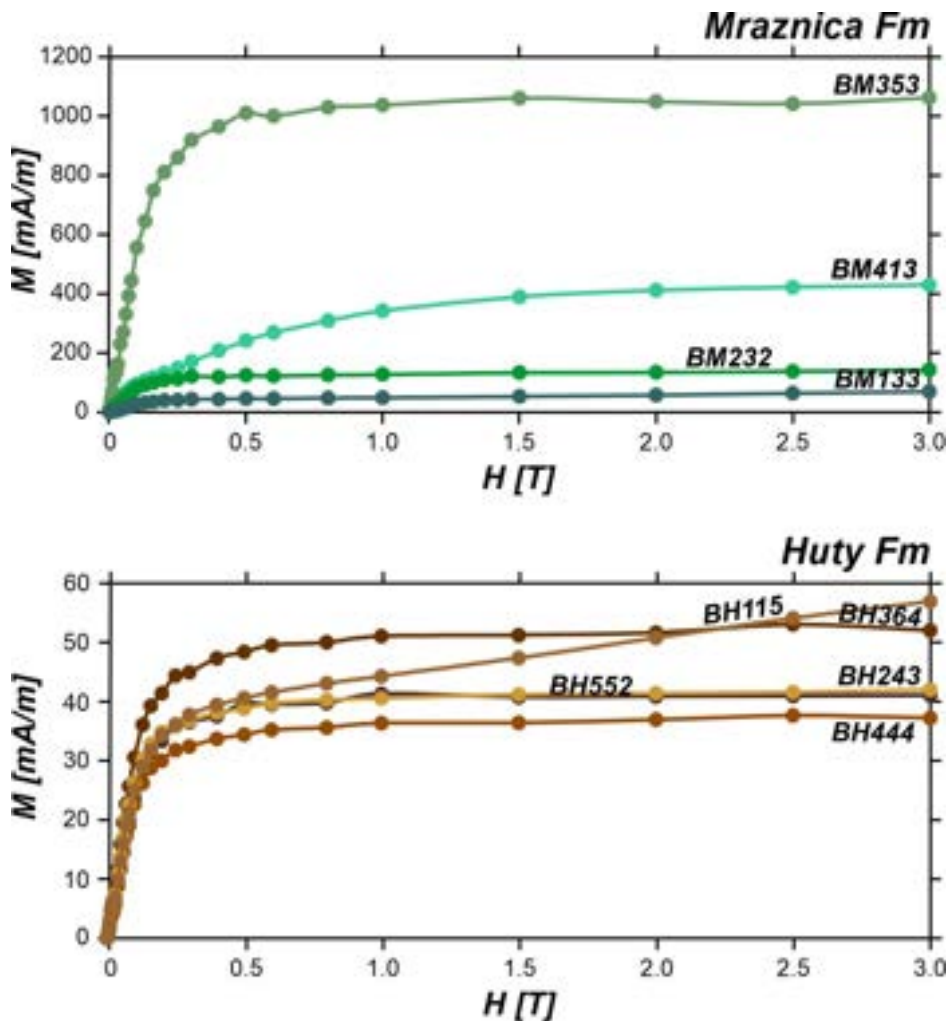 Mraznica Fm
1200
BM353
1000
800
M [mA/m]
600
BM413
400
BM232
200
BM133
0
0 0.5 1.0 1.5 2.0 2.5 3.0
H [T]
Huty Fm
60
BH115
BH364
50
BH552
BH243
40
BH444
30
M [mA/m]
20
10
0
0 0.5 1.0 1.5 2.0 2.5 3.0
H [T]